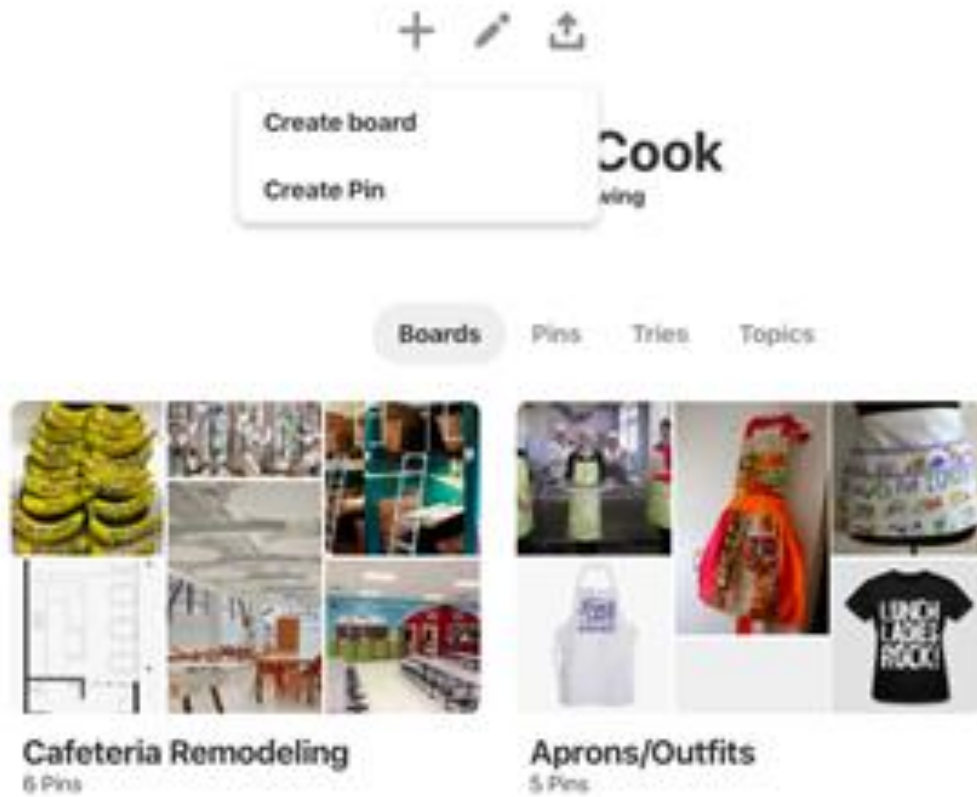 Create board
Create Pin
Cook
wing
Boards Pins Tries Topics
LUNCH
LADIES
ROCK!
Cafeteria Remodeling
6 Pins
Aprons/Outfits
5 Pins